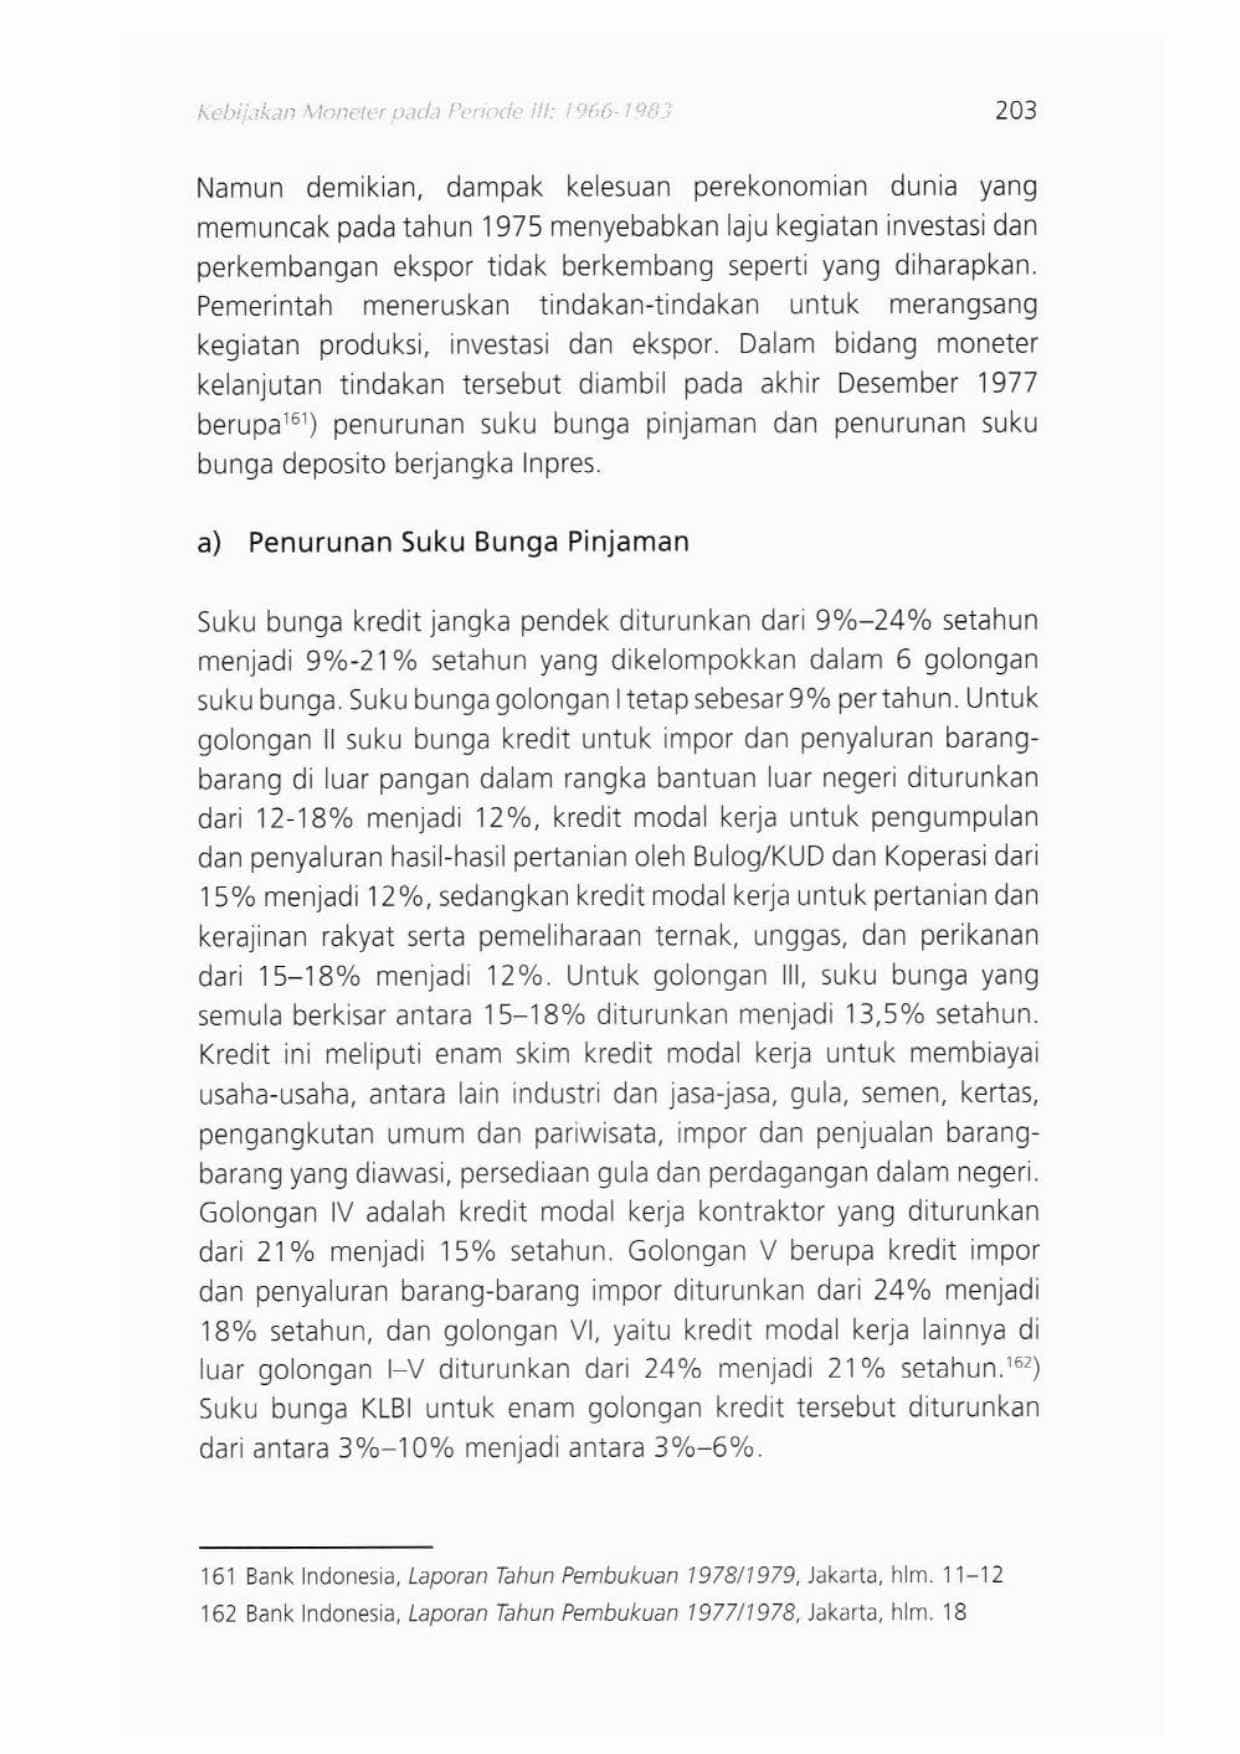 Kebijakan Moneter pada Periode III: 1966-1983 203
Namun demikian, dampak kelesuan perekonomian dunia yang
memuncak pada tahun 1975 menyebabkan laju kegiatan investasi dan
perkembangan ekspor tidak berkembang seperti yang diharapkan.
Pemerintah meneruskan tindakan-tindakan untuk merangsang
kegiatan produksi, investasi dan ekspor. Dalam bidang moneter
kelanjutan tindakan tersebut diambil pada akhir Desember 1977
berupa¹⁶¹) penurunan suku bunga pinjaman dan penurunan suku
bunga deposito berjangka Inpres.
a) Penurunan Suku Bunga Pinjaman
Suku bunga kredit jangka pendek diturunkan dari 9%–24% setahun
menjadi 9%-21% setahun yang dikelompokkan dalam 6 golongan
suku bunga. Suku bunga golongan I tetap sebesar 9% per tahun. Untuk
golongan II suku bunga kredit untuk impor dan penyaluran barang-
barang di luar pangan dalam rangka bantuan luar negeri diturunkan
dari 12-18% menjadi 12%, kredit modal kerja untuk pengumpulan
dan penyaluran hasil-hasil pertanian oleh Bulog/KUD dan Koperasi dari
15% menjadi 12%, sedangkan kredit modal kerja untuk pertanian dan
kerajinan rakyat serta pemeliharaan ternak, unggas, dan perikanan
dari 15–18% menjadi 12%. Untuk golongan III, suku bunga yang
semula berkisar antara 15–18% diturunkan menjadi 13,5% setahun.
Kredit ini meliputi enam skim kredit modal kerja untuk membiayai
usaha-usaha, antara lain industri dan jasa-jasa, gula, semen, kertas,
pengangkutan umum dan pariwisata, impor dan penjualan barang-
barang yang diawasi, persediaan gula dan perdagangan dalam negeri.
Golongan IV adalah kredit modal kerja kontraktor yang diturunkan
dari 21% menjadi 15% setahun. Golongan V berupa kredit impor
dan penyaluran barang-barang impor diturunkan dari 24% menjadi
18% setahun, dan golongan VI, yaitu kredit modal kerja lainnya di
luar golongan I–V diturunkan dari 24% menjadi 21% setahun.¹⁶²)
Suku bunga KLBI untuk enam golongan kredit tersebut diturunkan
dari antara 3%–10% menjadi antara 3%–6%.
161 Bank Indonesia, Laporan Tahun Pembukuan 1978/1979, Jakarta, hlm. 11–12
162 Bank Indonesia, Laporan Tahun Pembukuan 1977/1978, Jakarta, hlm. 18